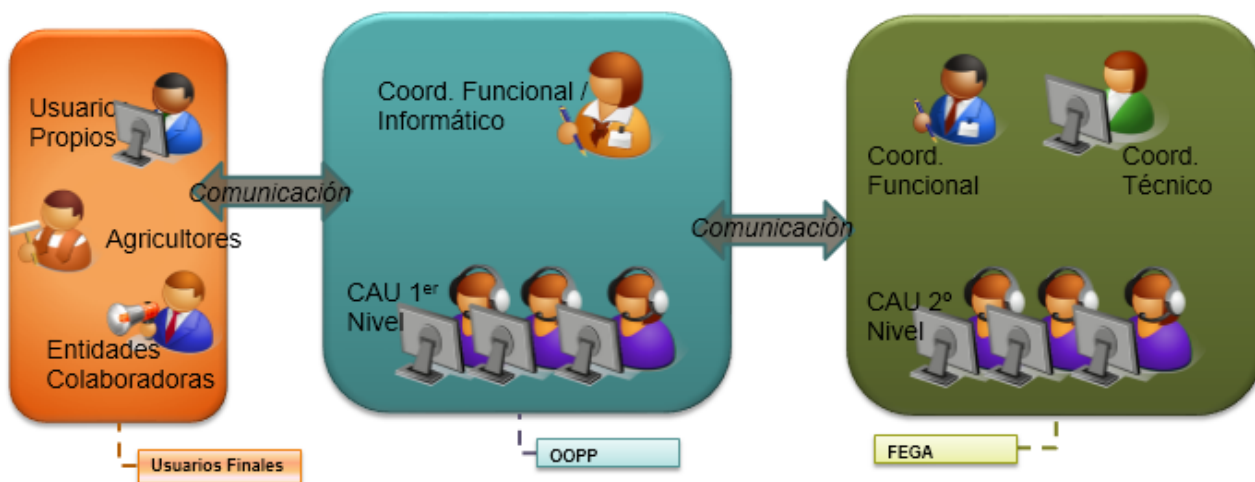 Usuarios
Propios
Comunicación
Agricultores
Entidades
Colaboradoras
Usuarios Finales
Coord. Funcional /
Informático
CAU 1er
Nivel
OOPP
Comunicación
Coord.
Funcional
Coord.
Técnico
CAU 2º
Nivel
FEGA